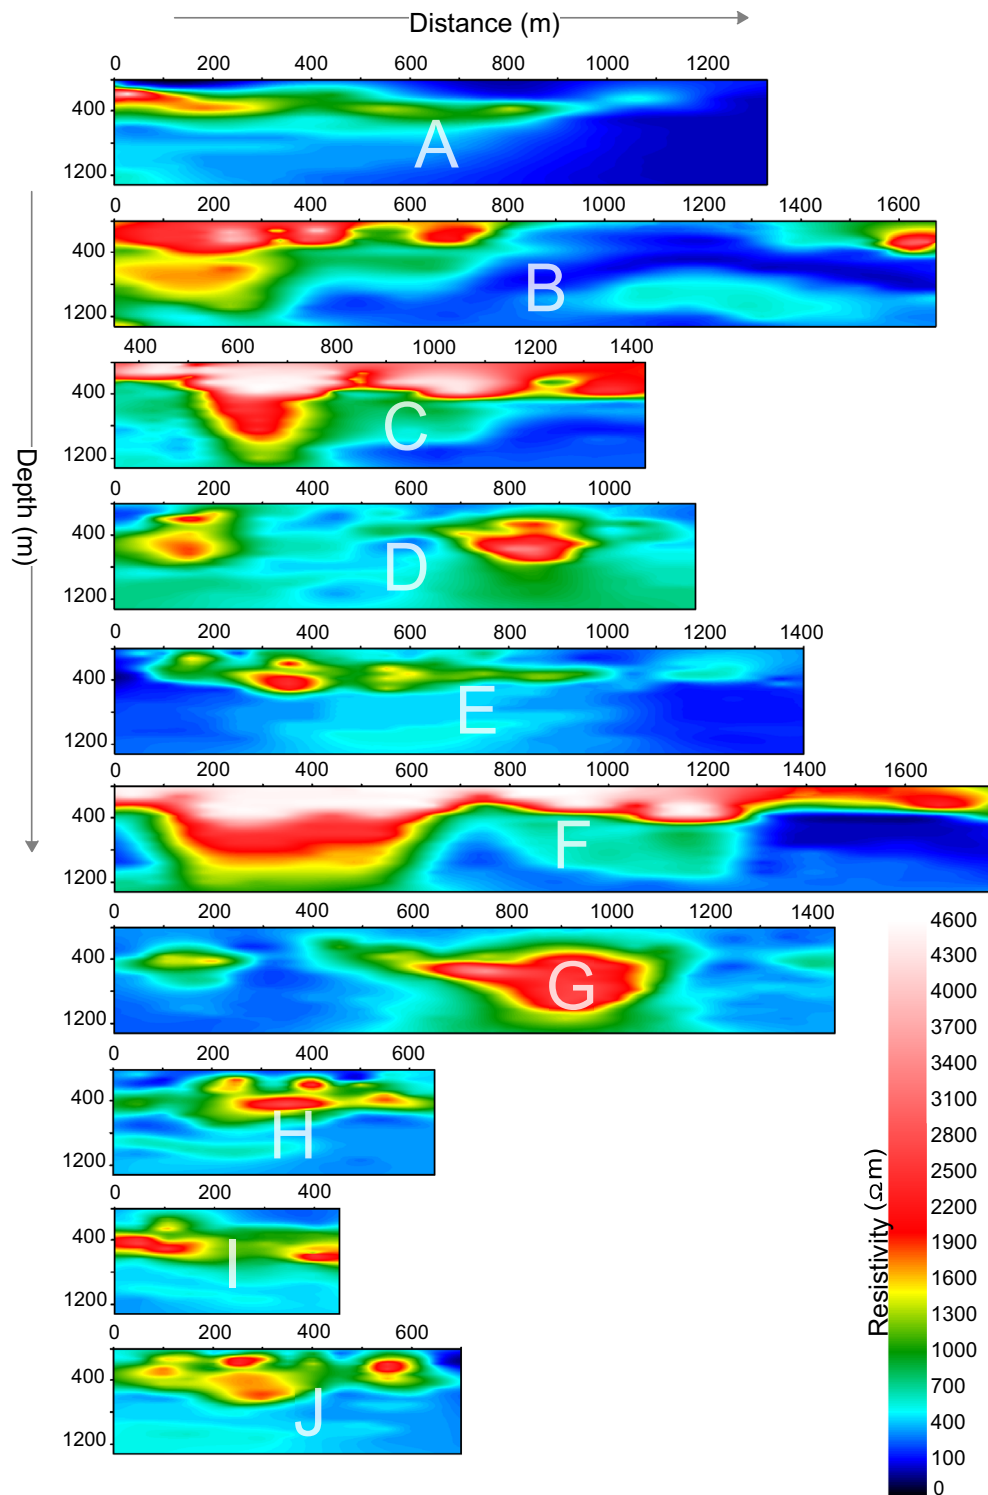 Distance (m)
0 200 400 600 800 1000 1200
400
A
1200
0 200 400 600 800 1000 1200 1400 1600
400
B
1200
400 600 800 1000 1200 1400
400
C
1200
Depth (m)
0 200 400 600 800 1000
400
D
1200
0 200 400 600 800 1000 1200 1400
400
E
1200
0 200 400 600 800 1000 1200 1600
400
F
1200
0 200 400 600 800 1000 1200 1400
400
G
1200
0 200 400 600
400
H
1200
0 200 400
400
I
1200
0 200 400 600
400
J
1200
Resistivity (Ωm)
4600
4300
4000
3700
3400
3100
2800
2500
2200
1900
1600
1300
1000
700
400
100
0